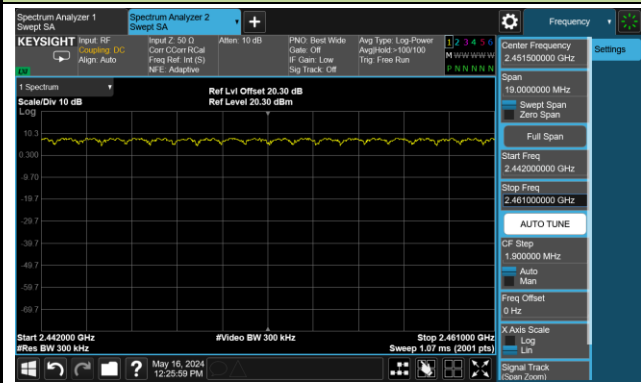 Spectrum Analyzer 1
Swept SA
Spectrum Analyzer 2
Swept SA
+
Frequency
KEYSIGHT
Input: RF
Coupling: DC
Align: Auto
Input Z: 50 Ω
Corr CCorr RCal
Freq Ref: Int (S)
NFE: Adaptive
Atten: 10 dB
PNO: Best Wide
Gate: Off
IF Gain: Low
Sig Track: Off
Avg Type: Log-Power
Avg|Hold:>100/100
Trig: Free Run
1 2 3 4 5 6
M W W W W W
P N N N N N
LXI
1 Spectrum
Scale/Div 10 dB
Log
Ref Lvl Offset 20.30 dB
Ref Level 20.30 dBm
10.3
0.300
-9.70
-19.7
-29.7
-39.7
-49.7
-59.7
-69.7
Start 2.442000 GHz
#Res BW 300 kHz
#Video BW 300 kHz
Stop 2.461000 GHz
Sweep 1.07 ms (2001 pts)
May 16, 2024
12:25:59 PM
?
Center Frequency
2.451500000 GHz
Settings
Span
19.0000000 MHz
Swept Span
Zero Span
Full Span
Start Freq
2.442000000 GHz
Stop Freq
2.461000000 GHz
AUTO TUNE
CF Step
1.900000 MHz
Auto
Man
Freq Offset
0 Hz
X Axis Scale
Log
Lin
Signal Track
(Span Zoom)